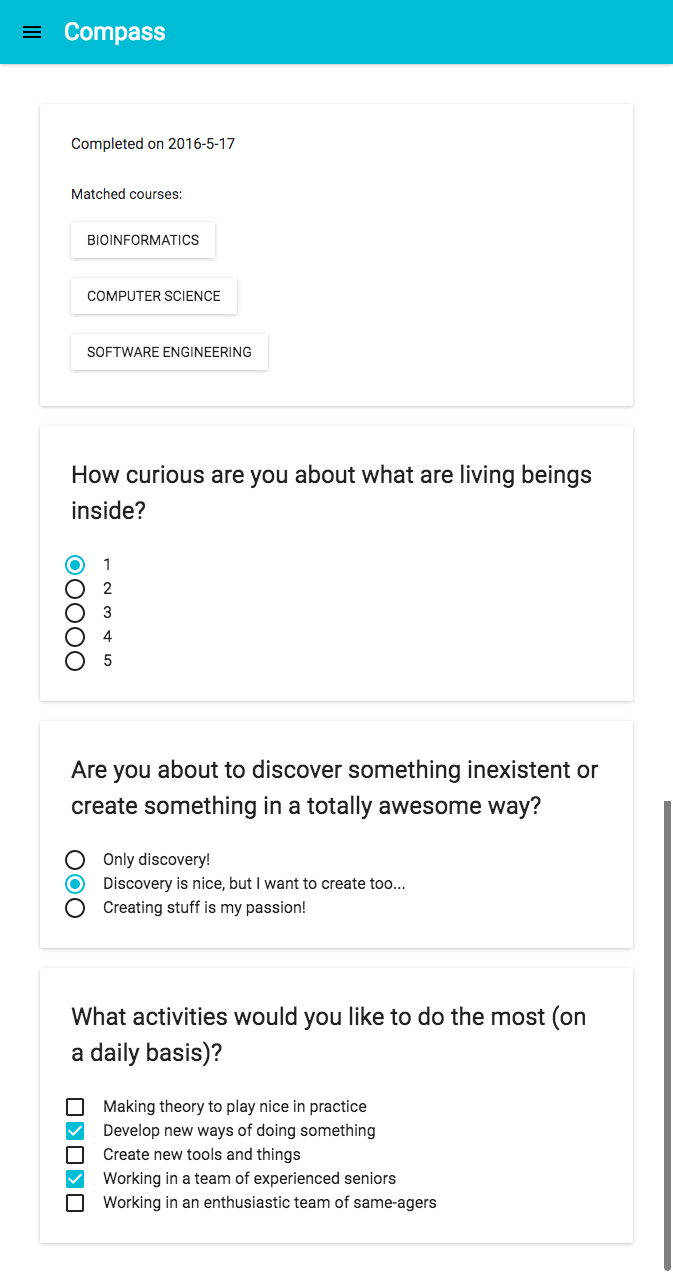 Compass
Completed on 2016-5-17
Matched courses:
BIOINFORMATICS
COMPUTER SCIENCE
SOFTWARE ENGINEERING
How curious are you about what are living beings
inside?
1
2
3
4
5
Are you about to discover something inexistent or
create something in a totally awesome way?
Only discovery!
Discovery is nice, but I want to create too...
Creating stuff is my passion!
What activities would you like to do the most (on
a daily basis)?
Making theory to play nice in practice
Develop new ways of doing something
Create new tools and things
Working in a team of experienced seniors
Working in an enthusiastic team of same-agers